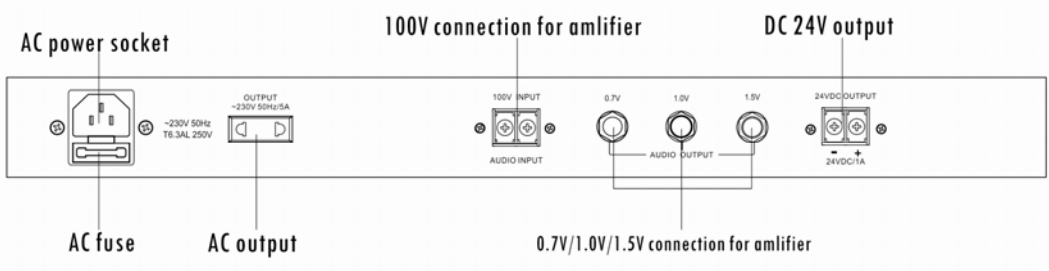 AC power socket
100V connection for amlifier
DC 24V output
OUTPUT
~230V 50Hz/5A
~230V 50Hz
T6.3AL 250V
100V INPUT
AUDIO INPUT
0.7V
1.0V
1.5V
AUDIO OUTPUT
24VDC OUTPUT
- +
24VDC/1A
AC fuse
AC output
0.7V/1.0V/1.5V connection for amlifier